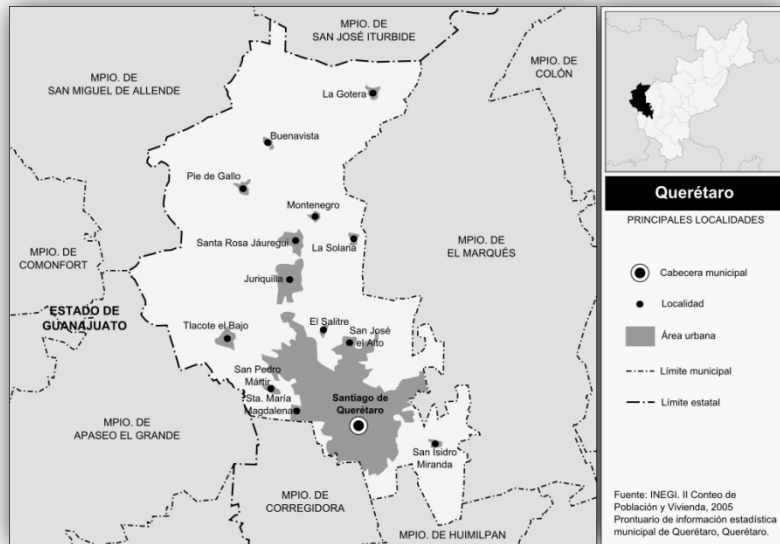 MPIO. DE
SAN JOSÉ ITURBIDE
MPIO. DE
COLÓN
MPIO. DE
SAN MIGUEL DE ALLENDE
La Gotera
Buenavista
Pie de Gallo
Montenegro
Santa Rosa Jáuregui
La Solana
MPIO. DE
EL MARQUÉS
MPIO. DE
COMONFORT
Juriquilla
ESTADO DE
GUANAJUATO
Tlacote el Bajo
El Salitre
San José
el Alto
San Pedro
Mártir
Sta. María
Magdalena
Santiago de
Querétaro
MPIO. DE
APASEO EL GRANDE
San Isidro
Miranda
MPIO. DE
CORREGIDORA
MPIO. DE HUIMILPAN
Querétaro
PRINCIPALES LOCALIDADES
Cabecera municipal
Localidad
Área urbana
Límite municipal
Límite estatal
Fuente: INEGI. II Conteo de
Población y Vivienda, 2005
Prontuario de información estadística
municipal de Querétaro, Querétaro.